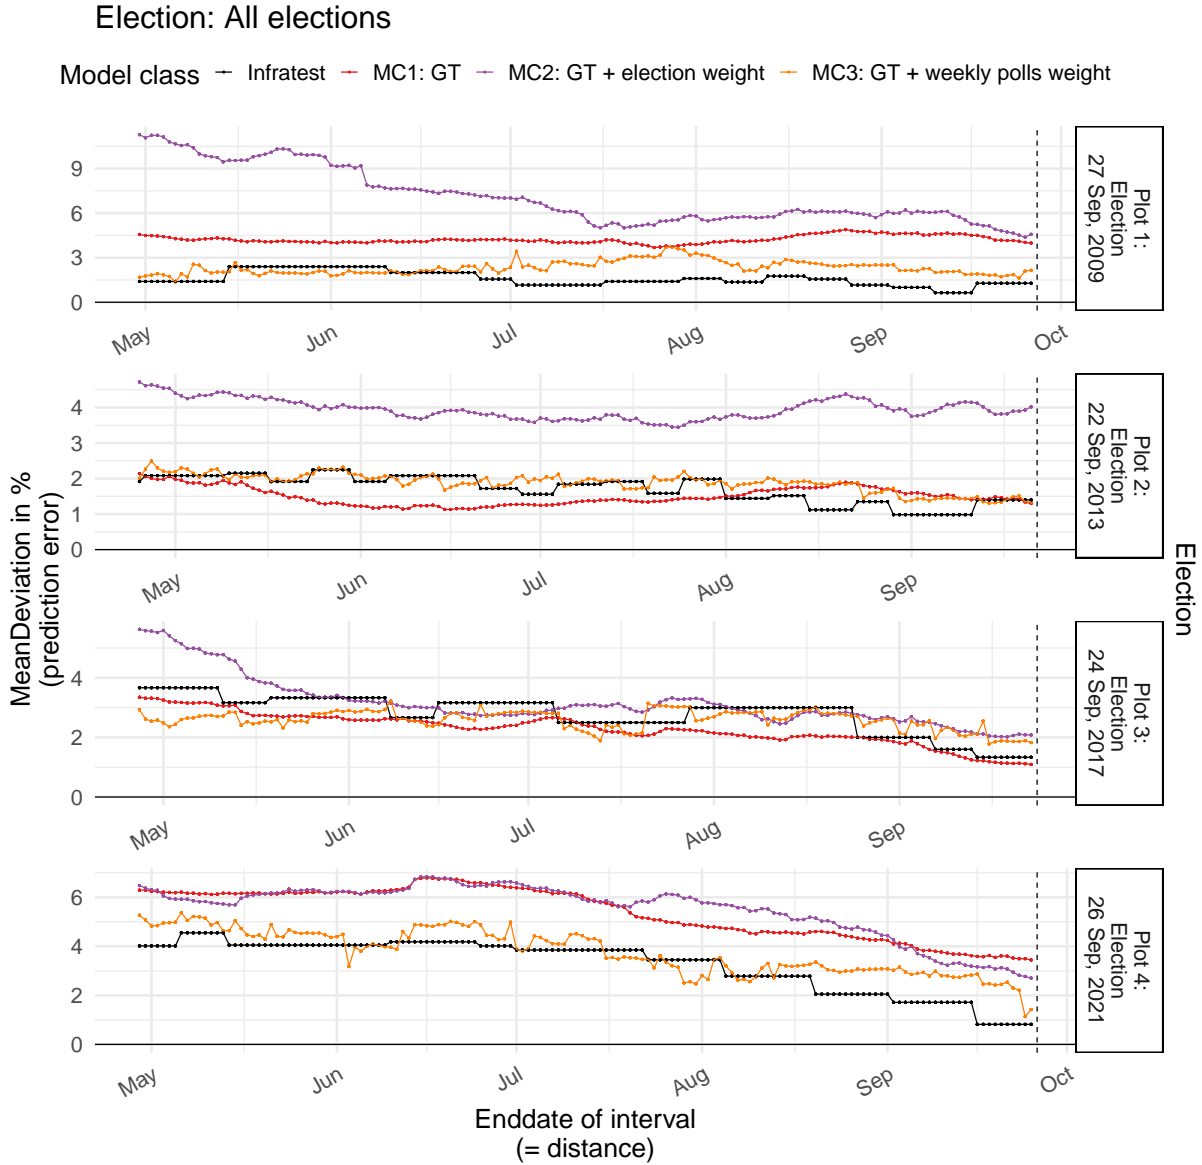 Election: All elections
Model class Infratest MC1: GT MC2: GT + election weight MC3: GT + weekly polls weight
MeanDeviation in %
(prediction error)
9
6
3
0
May Jun Jul Aug Sep Oct
Plot 1:
Election
27 Sep, 2009
4
3
2
1
0
May Jun Jul Aug Sep
Plot 2:
Election
22 Sep, 2013
4
2
0
May Jun Jul Aug Sep
Plot 3:
Election
24 Sep, 2017
6
4
2
0
May Jun Jul Aug Sep Oct
Plot 4:
Election
26 Sep, 2021
Election
Enddate of interval
(= distance)